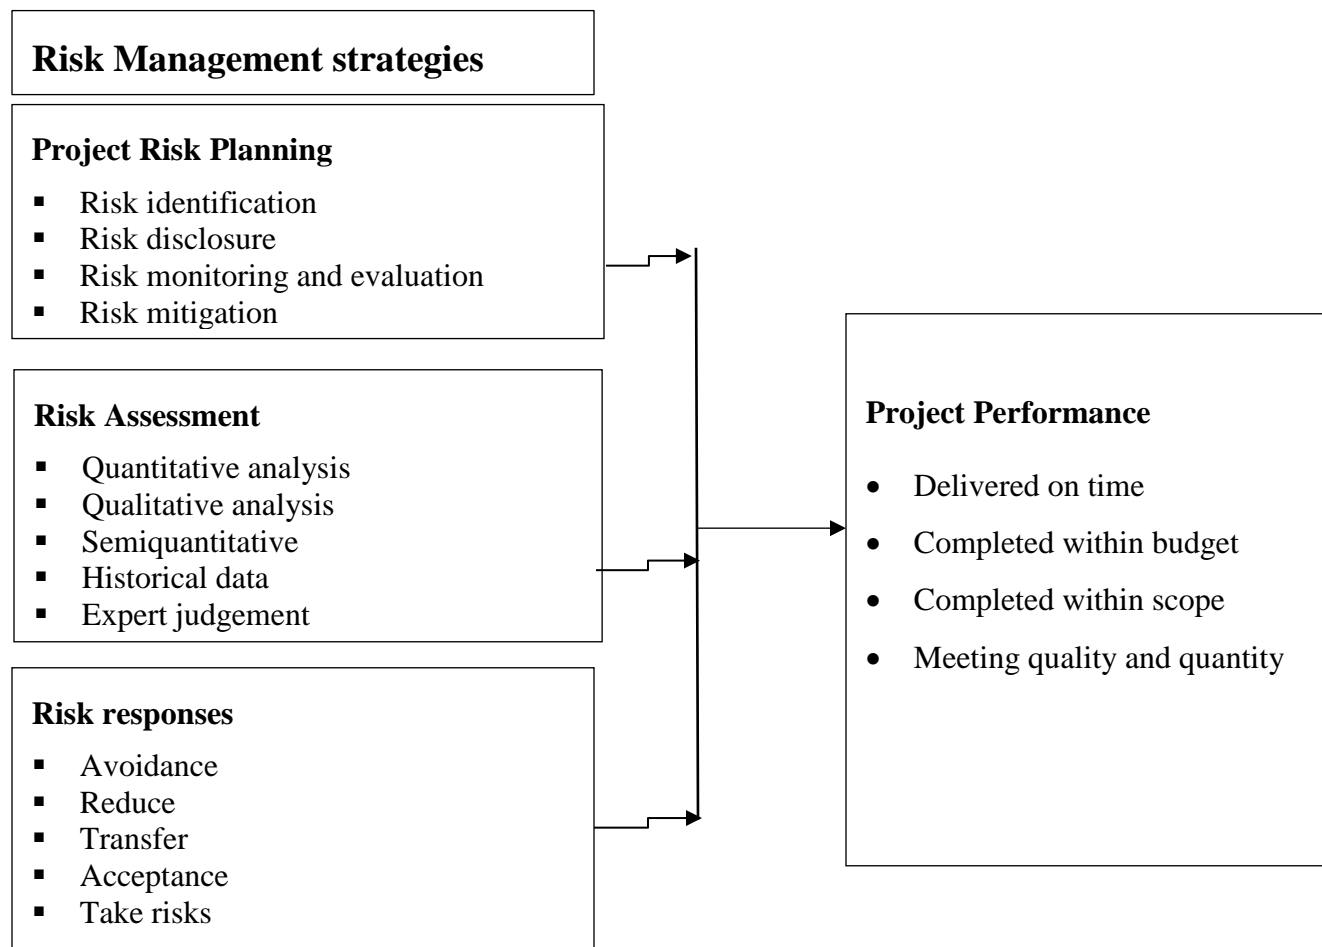 Risk Management strategies
Project Risk Planning
▪ Risk identification
▪ Risk disclosure
▪ Risk monitoring and evaluation
▪ Risk mitigation
Risk Assessment
▪ Quantitative analysis
▪ Qualitative analysis
▪ Semiquantitative
▪ Historical data
▪ Expert judgement
Risk responses
▪ Avoidance
▪ Reduce
▪ Transfer
▪ Acceptance
▪ Take risks
Project Performance
• Delivered on time
• Completed within budget
• Completed within scope
• Meeting quality and quantity